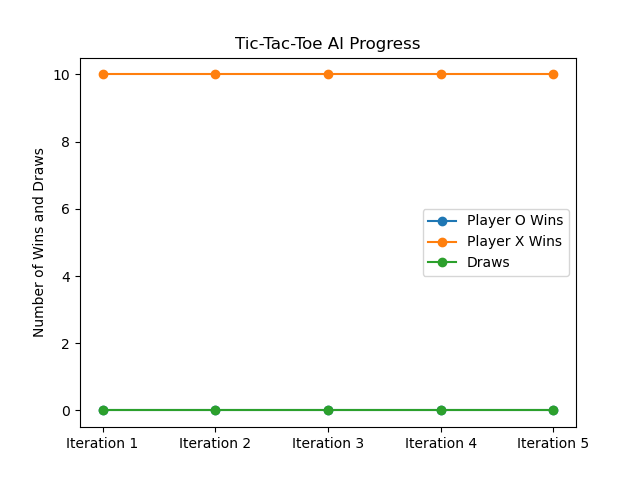 Tic-Tac-Toe AI Progress
Number of Wins and Draws
10
8
6
4
2
0
Player O Wins
Player X Wins
Draws
Iteration 1
Iteration 2
Iteration 3
Iteration 4
Iteration 5